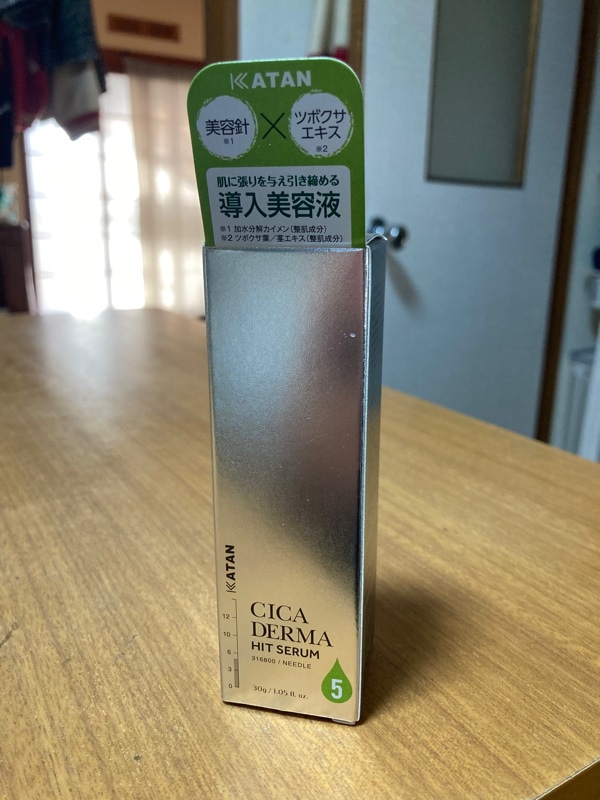 KATAN
美容針
※1
×
ツボクサ
エキス
※2
肌に張りを与え引き締める
導入美容液
※1 加水分解カイメン(整肌成分)
※2 ツボクサ葉/茎エキス(整肌成分)
KATAN
12
10
6
3
0
CICA
DERMA
HIT SERUM
316800 / NEEDLE
30g / 1.05 fl. oz.
5